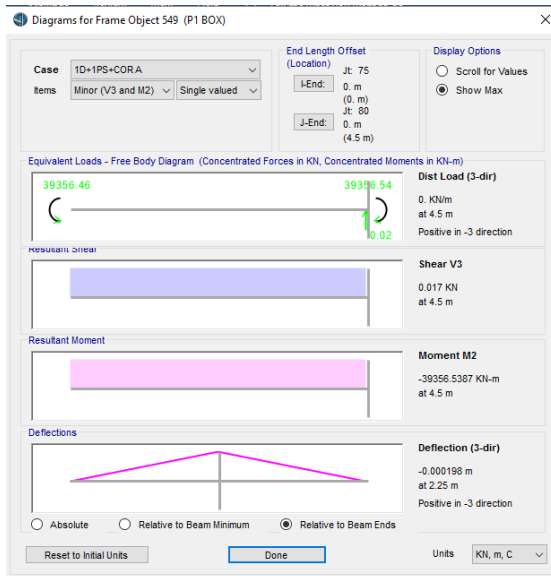 Diagrams for Frame Object 549 (P1 BOX)
Case 1D+1PS+COR A
Items Minor (V3 and M2) Single valued
End Length Offset
(Location)
Jt: 75
I-End: 0. m
(0. m)
Jt: 80
J-End: 0. m
(4.5 m)
Display Options
Scroll for Values
Show Max
Equivalent Loads - Free Body Diagram (Concentrated Forces in KN, Concentrated Moments in KN-m)
39356.46
39356.54
0.02
Dist Load (3-dir)
0. KN/m
at 4.5 m
Positive in -3 direction
Resultant Shear
Shear V3
0.017 KN
at 4.5 m
Resultant Moment
Moment M2
-39356.5387 KN-m
at 4.5 m
Deflections
Deflection (3-dir)
-0.000198 m
at 2.25 m
Positive in -3 direction
Absolute Relative to Beam Minimum Relative to Beam Ends
Reset to Initial Units Done Units KN, m, C